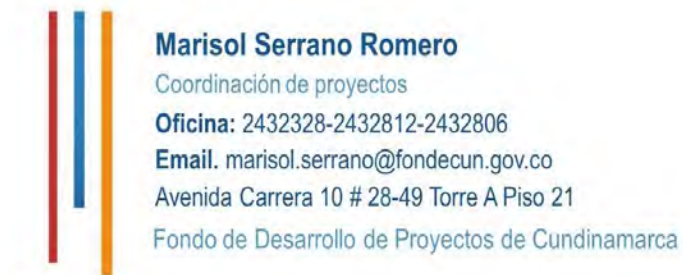 Marisol Serrano Romero
Coordinación de proyectos
Oficina: 2432328-2432812-2432806
Email. marisol.serrano@fondecun.gov.co
Avenida Carrera 10 # 28-49 Torre A Piso 21
Fondo de Desarrollo de Proyectos de Cundinamarca